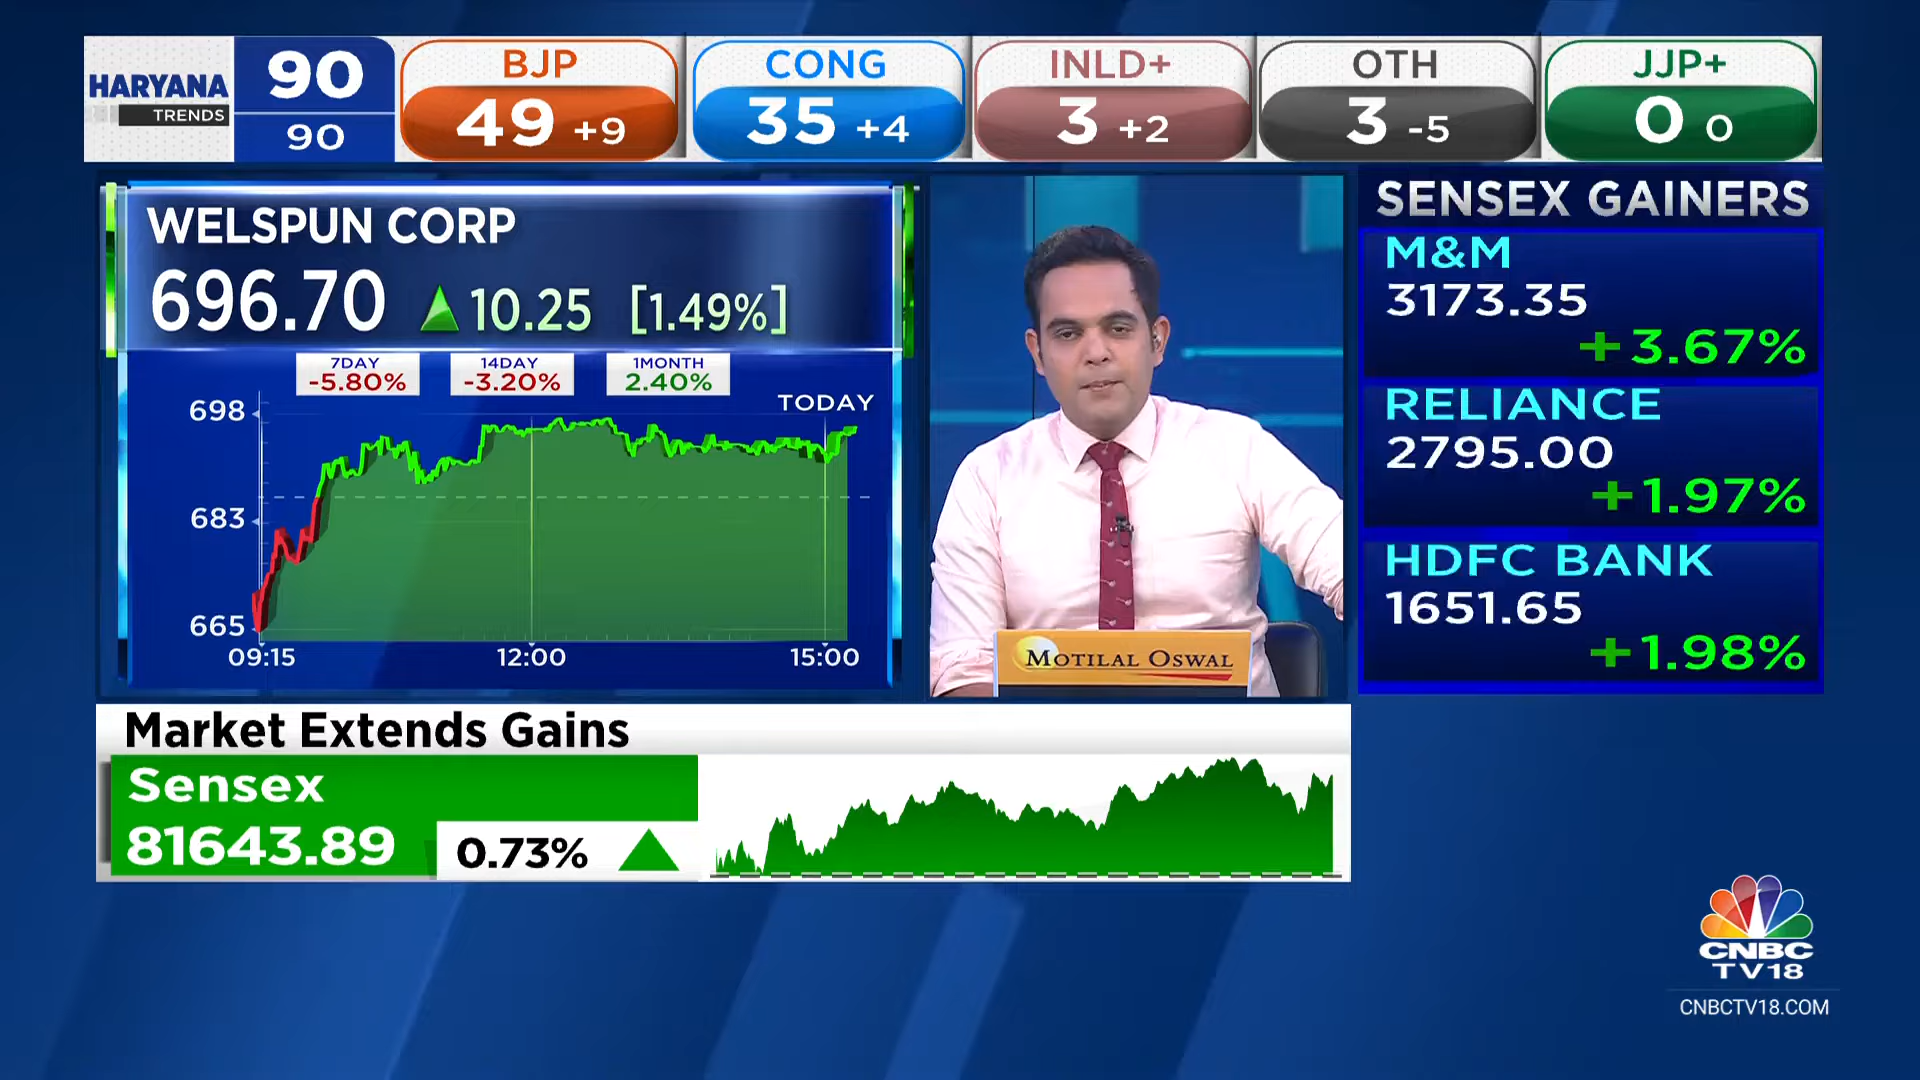 HARYANA
TRENDS
90
90
BJP
49 +9
CONG
35 +4
INLD+
3 +2
OTH
3 -5
JJP+
0 0
WELSPUN CORP
696.70 ▲ 10.25 [1.49%]
7DAY
-5.80%
14DAY
-3.20%
1MONTH
2.40%
TODAY
698
683
665
09:15 12:00 15:00
MOTILAL OSWAL
SENSEX GAINERS
M&M
3173.35
+3.67%
RELIANCE
2795.00
+1.97%
HDFC BANK
1651.65
+1.98%
Market Extends Gains
Sensex
81643.89 0.73% ▲
CNBC
TV18
CNBCTV18.COM